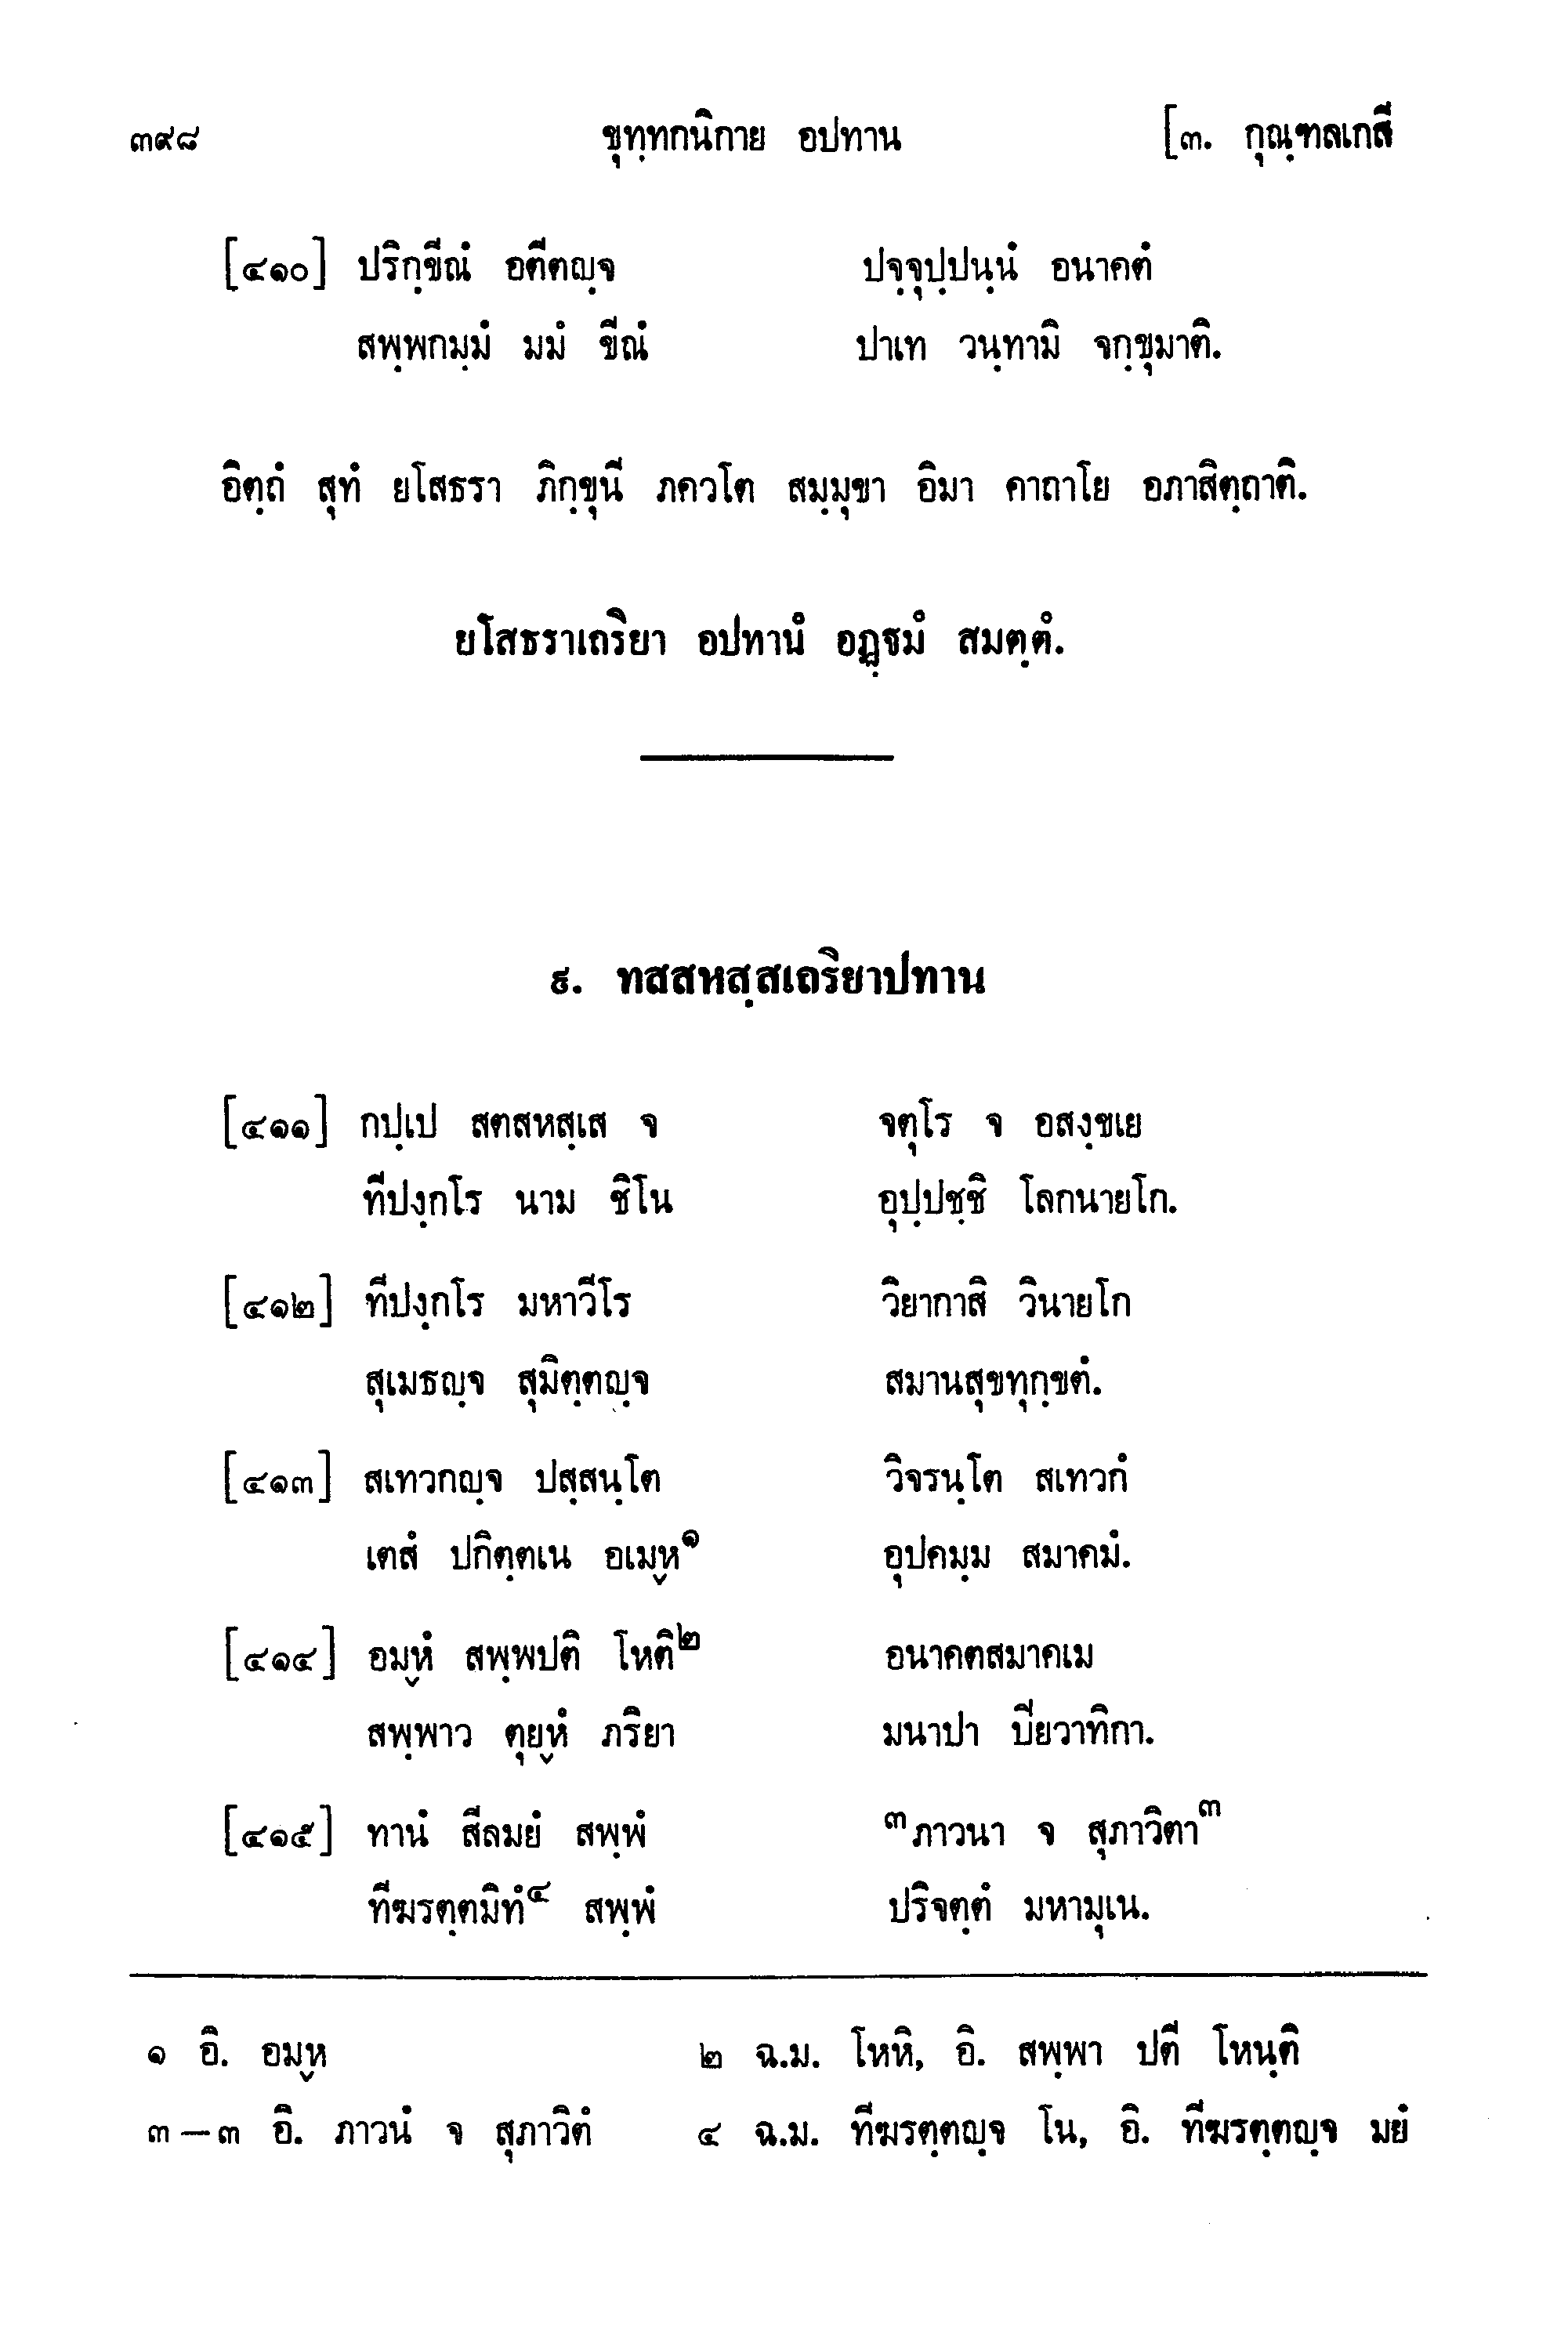 ๓๙๘ ขุทฺทกนิกาย อปทาน [๓. กุณฺฑลเกสี
[๔๑๐] ปริกฺขีณํ อตีตญฺจ ปจฺจุปฺปนฺนํ อนาคตํ
สพฺพกมฺมํ มมํ ขีณํ ปาเท วนฺทามิ จกฺขุมาติ.
อิตฺถํ สุทํ ยโสธรา ภิกฺขุนี ภควโต สมฺมุขา อิมา คาถาโย อภาสิตฺถาติ.
ยโสธราเถริยา อปทานํ อฏฺฐมํ สมตฺตํ.
๙. ทสสหสฺสเถริยาปทาน
[๔๑๑] กปฺเป สตสหสฺเส จ จตุโร จ อสงฺขเย
ทีปงฺกโร นาม ชิโน อุปฺปชฺชิ โลกนายโก.
[๔๑๒] ทีปงฺกโร มหาวีโร วิยากาสิ วินายโก
สุเมธญฺจ สุมิตฺตญฺจ สมานสุขทุกฺขตํ.
[๔๑๓] สเทวกญฺจ ปสฺสนฺโต วิจรนฺโต สเทวกํ
เตสํ ปกิตฺตเน อเมฺห๑ อุปคมฺม สมาคมํ.
[๔๑๔] อมฺหํ สพฺพปติ โหติ๒ อนาคตสมาคเม
สพฺพาว ตุยฺหํ ภริยา มนาปา ปิยวาทิกา.
[๔๑๕] ทานํ สีลมยํ สพฺพํ ๓ภาวนา จ สุภาวิตา๓
ทีฆรตฺตมิทํ๔ สพฺพํ ปริจตฺตํ มหามุเน.
๑ อิ. อมฺห ๒ ฉ.ม. โหหิ, อิ. สพฺพา ปตี โหนฺติ
๓ – ๓ อิ. ภาวนํ จ สุภาวิตํ ๔ ฉ.ม. ทีฆรตฺตญฺจ โน, อิ. ทีฆรตฺตญฺจ มยํ